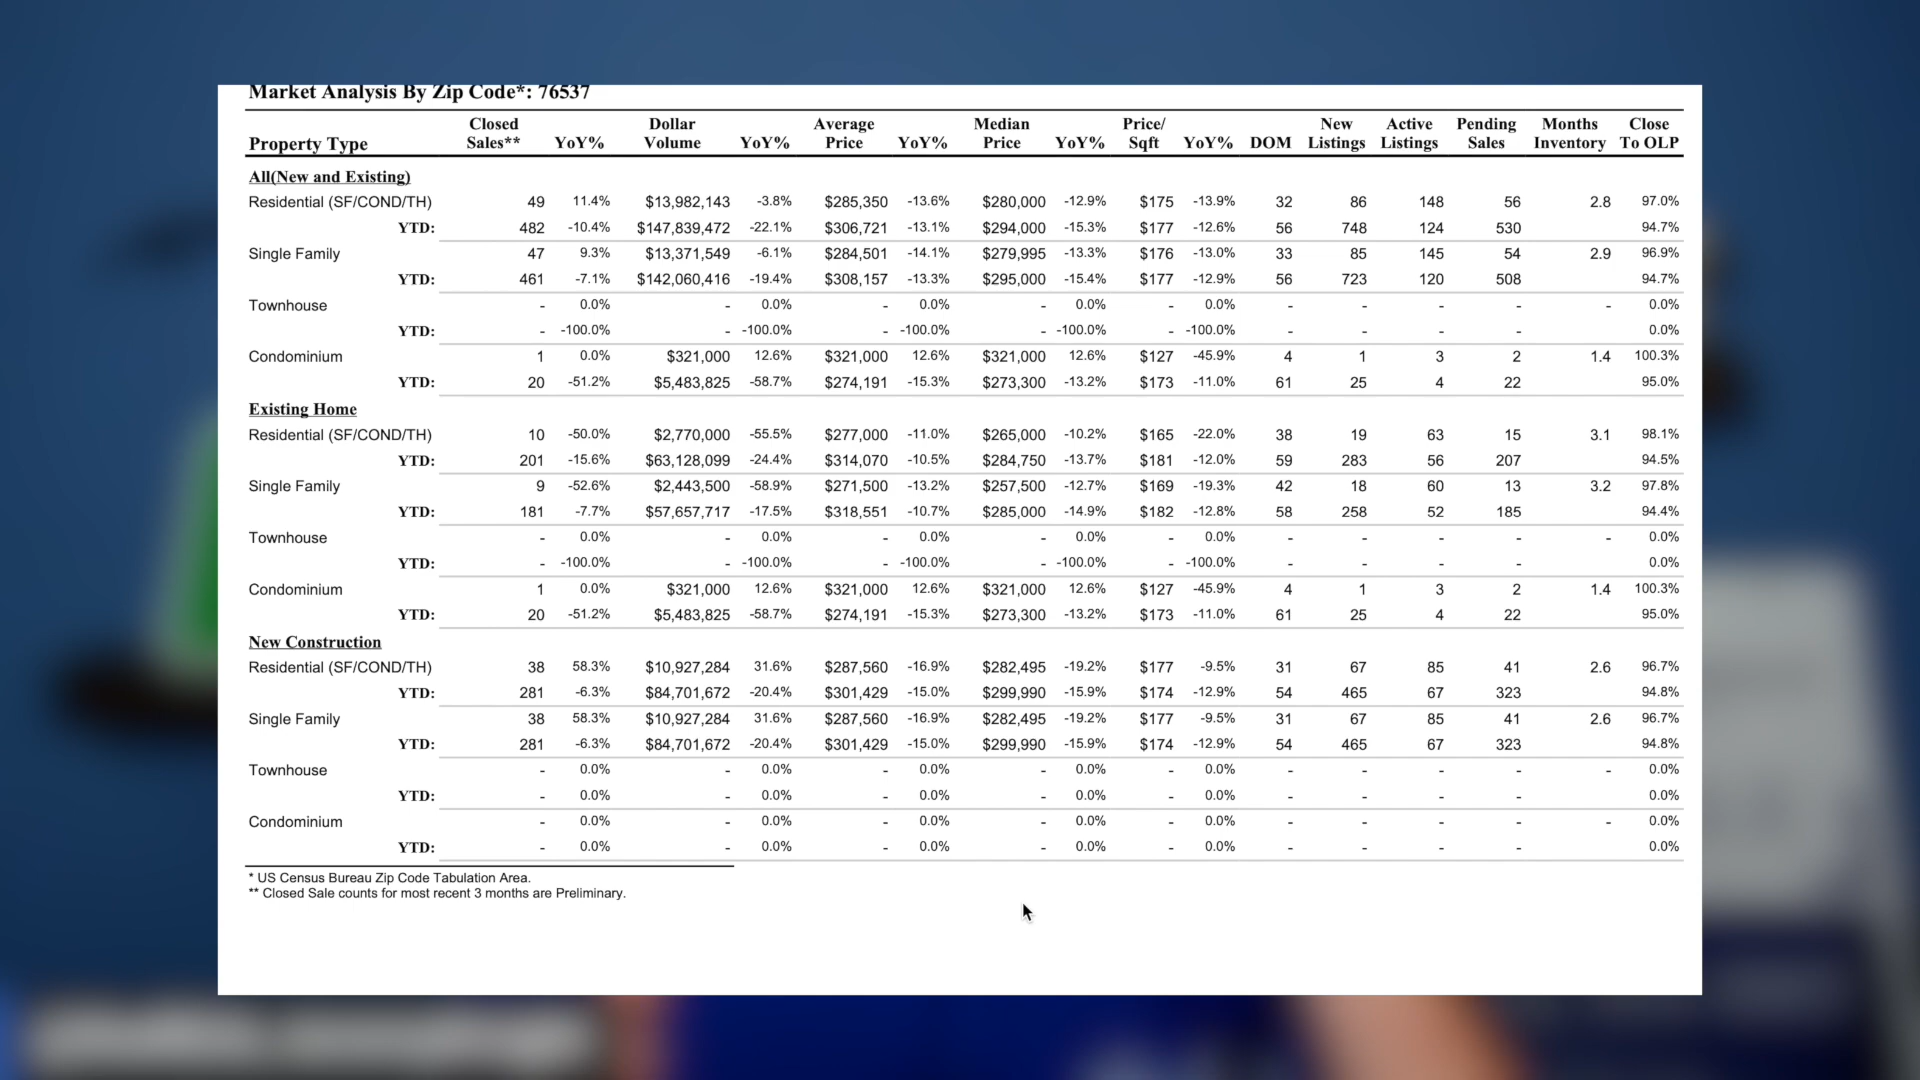 Market Analysis By Zip Code*: 76537
Property Type Closed Sales** YoY% Dollar Volume YoY% Average Price YoY% Median Price YoY% Price/ Sqft YoY% DOM New Listings Active Listings Pending Sales Months Inventory Close To OLP
All(New and Existing)
Residential (SF/COND/TH) 49 11.4% $13,982,143 -3.8% $285,350 -13.6% $280,000 -12.9% $175 -13.9% 32 86 148 56 2.8 97.0%
YTD: 482 -10.4% $147,839,472 -22.1% $306,721 -13.1% $294,000 -15.3% $177 -12.6% 56 748 124 530 94.7%
Single Family 47 9.3% $13,371,549 -6.1% $284,501 -14.1% $279,995 -13.3% $176 -13.0% 33 85 145 54 2.9 96.9%
YTD: 461 -7.1% $142,060,416 -19.4% $308,157 -13.3% $295,000 -15.4% $177 -12.9% 56 723 120 508 94.7%
Townhouse - 0.0% - 0.0% - 0.0% - 0.0% - 0.0% - - - - - 0.0%
YTD: - -100.0% - -100.0% - -100.0% - -100.0% - -100.0% - - - - 0.0%
Condominium 1 0.0% $321,000 12.6% $321,000 12.6% $321,000 12.6% $127 -45.9% 4 1 3 2 1.4 100.3%
YTD: 20 -51.2% $5,483,825 -58.7% $274,191 -15.3% $273,300 -13.2% $173 -11.0% 61 25 4 22 95.0%
Existing Home
Residential (SF/COND/TH) 10 -50.0% $2,770,000 -55.5% $277,000 -11.0% $265,000 -10.2% $165 -22.0% 38 19 63 15 3.1 98.1%
YTD: 201 -15.6% $63,128,099 -24.4% $314,070 -10.5% $284,750 -13.7% $181 -12.0% 59 283 56 207 94.5%
Single Family 9 -52.6% $2,443,500 -58.9% $271,500 -13.2% $257,500 -12.7% $169 -19.3% 42 18 60 13 3.2 97.8%
YTD: 181 -7.7% $57,657,717 -17.5% $318,551 -10.7% $285,000 -14.9% $182 -12.8% 58 258 52 185 94.4%
Townhouse - 0.0% - 0.0% - 0.0% - 0.0% - 0.0% - - - - - 0.0%
YTD: - -100.0% - -100.0% - -100.0% - -100.0% - -100.0% - - - - 0.0%
Condominium 1 0.0% $321,000 12.6% $321,000 12.6% $321,000 12.6% $127 -45.9% 4 1 3 2 1.4 100.3%
YTD: 20 -51.2% $5,483,825 -58.7% $274,191 -15.3% $273,300 -13.2% $173 -11.0% 61 25 4 22 95.0%
New Construction
Residential (SF/COND/TH) 38 58.3% $10,927,284 31.6% $287,560 -16.9% $282,495 -19.2% $177 -9.5% 31 67 85 41 2.6 96.7%
YTD: 281 -6.3% $84,701,672 -20.4% $301,429 -15.0% $299,990 -15.9% $174 -12.9% 54 465 67 323 94.8%
Single Family 38 58.3% $10,927,284 31.6% $287,560 -16.9% $282,495 -19.2% $177 -9.5% 31 67 85 41 2.6 96.7%
YTD: 281 -6.3% $84,701,672 -20.4% $301,429 -15.0% $299,990 -15.9% $174 -12.9% 54 465 67 323 94.8%
Townhouse - 0.0% - 0.0% - 0.0% - 0.0% - 0.0% - - - - - 0.0%
YTD: - 0.0% - 0.0% - 0.0% - 0.0% - 0.0% - - - - 0.0%
Condominium - 0.0% - 0.0% - 0.0% - 0.0% - 0.0% - - - - - 0.0%
YTD: - 0.0% - 0.0% - 0.0% - 0.0% - 0.0% - - - - 0.0%
* US Census Bureau Zip Code Tabulation Area.
** Closed Sale counts for most recent 3 months are Preliminary.